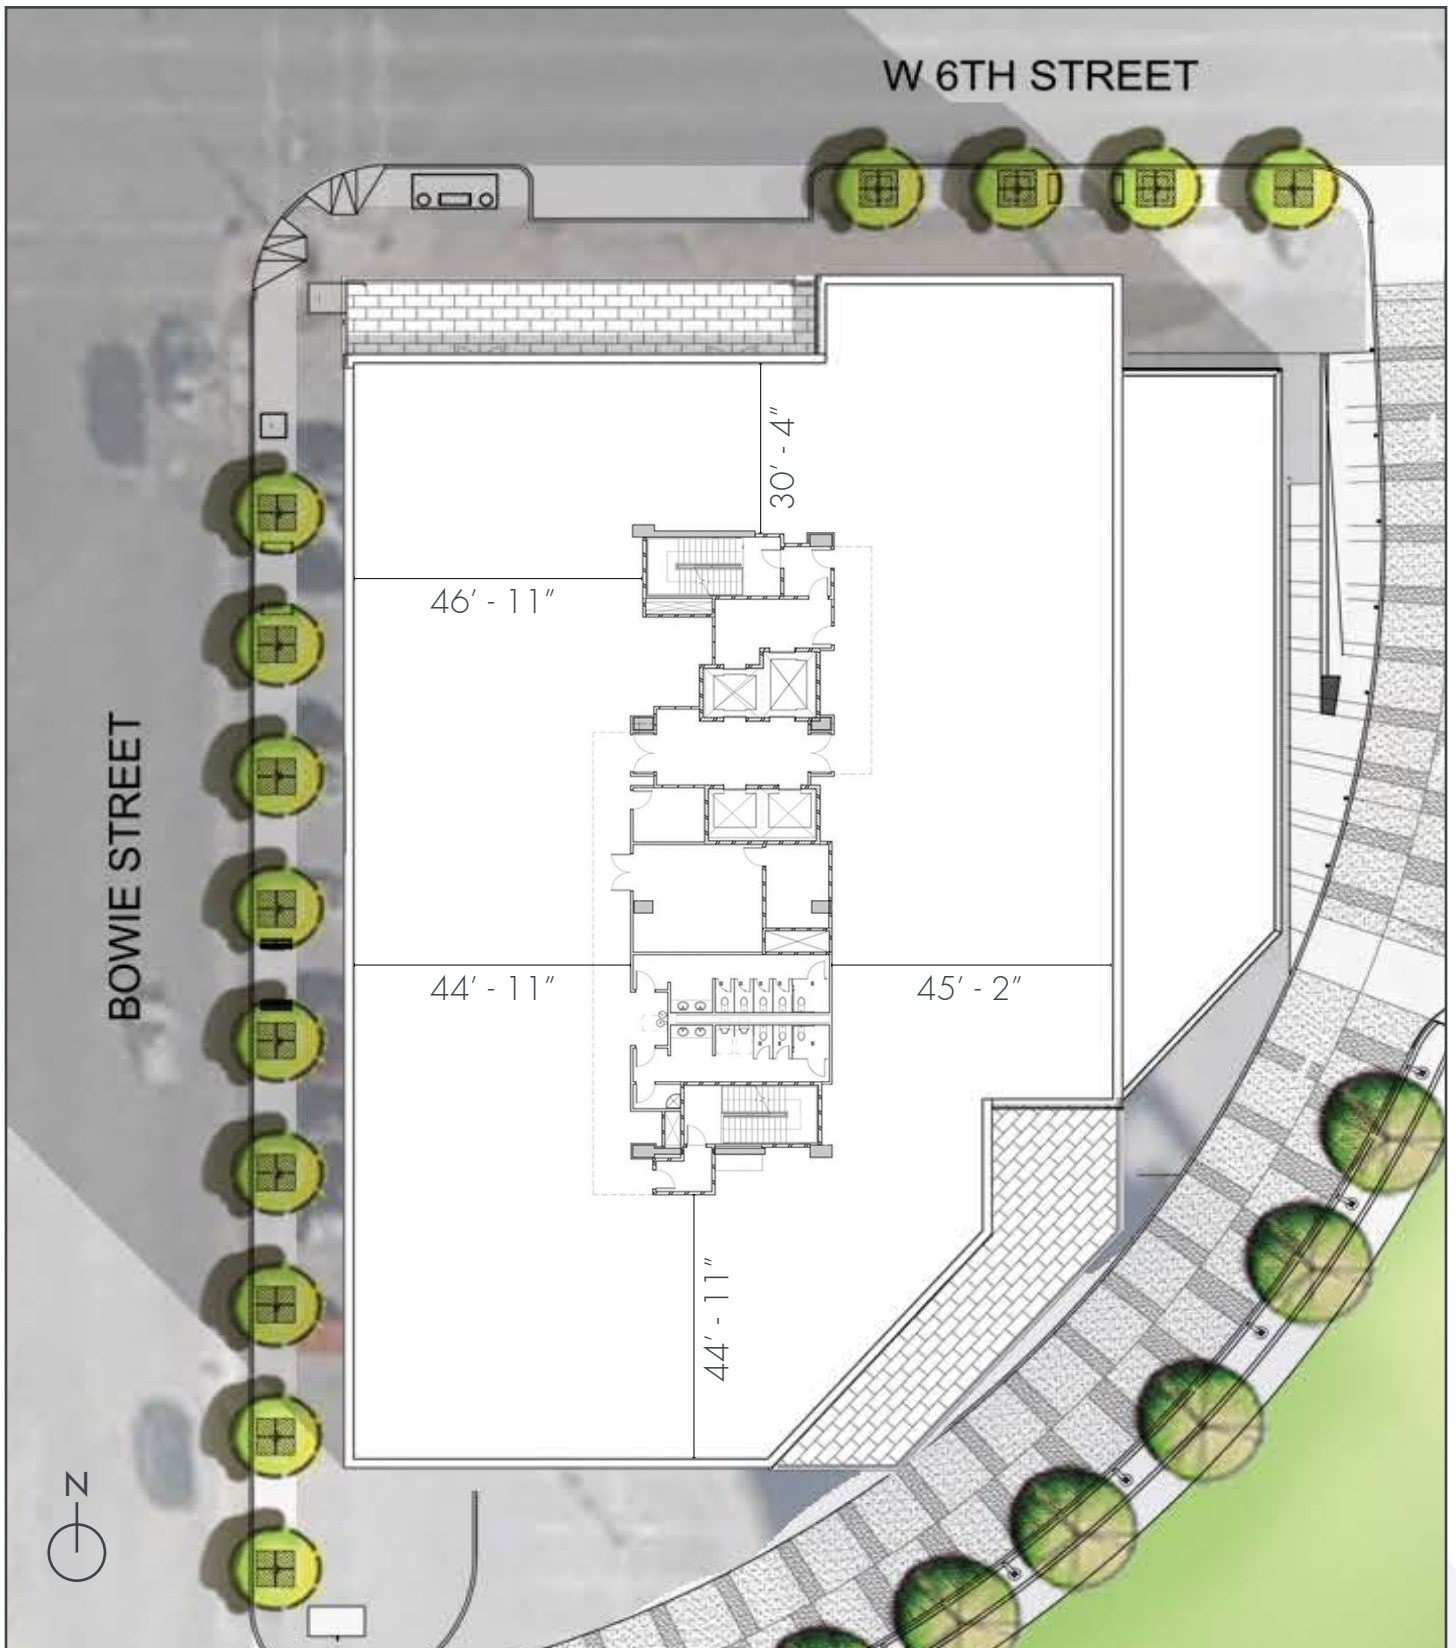 W 6TH STREET
30′ - 4″
46′ - 11″
BOWIE STREET
44′ - 11″
45′ - 2″
44′ - 11″
N